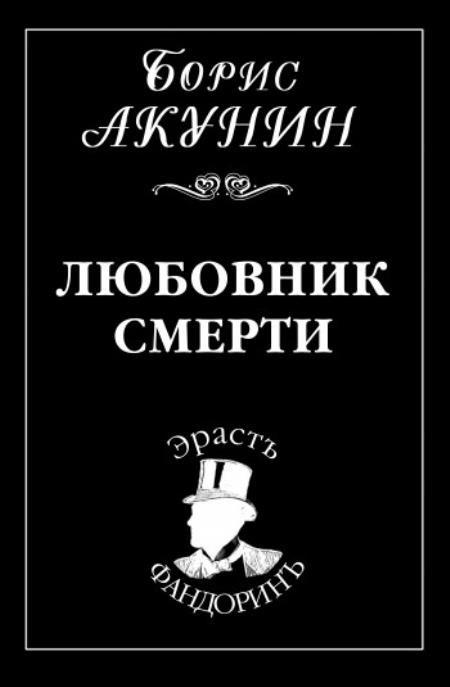 Борис
АКУНИН
ЛЮБОВНИК
СМЕРТИ
Эрастъ
ФАНДОРИНЪ